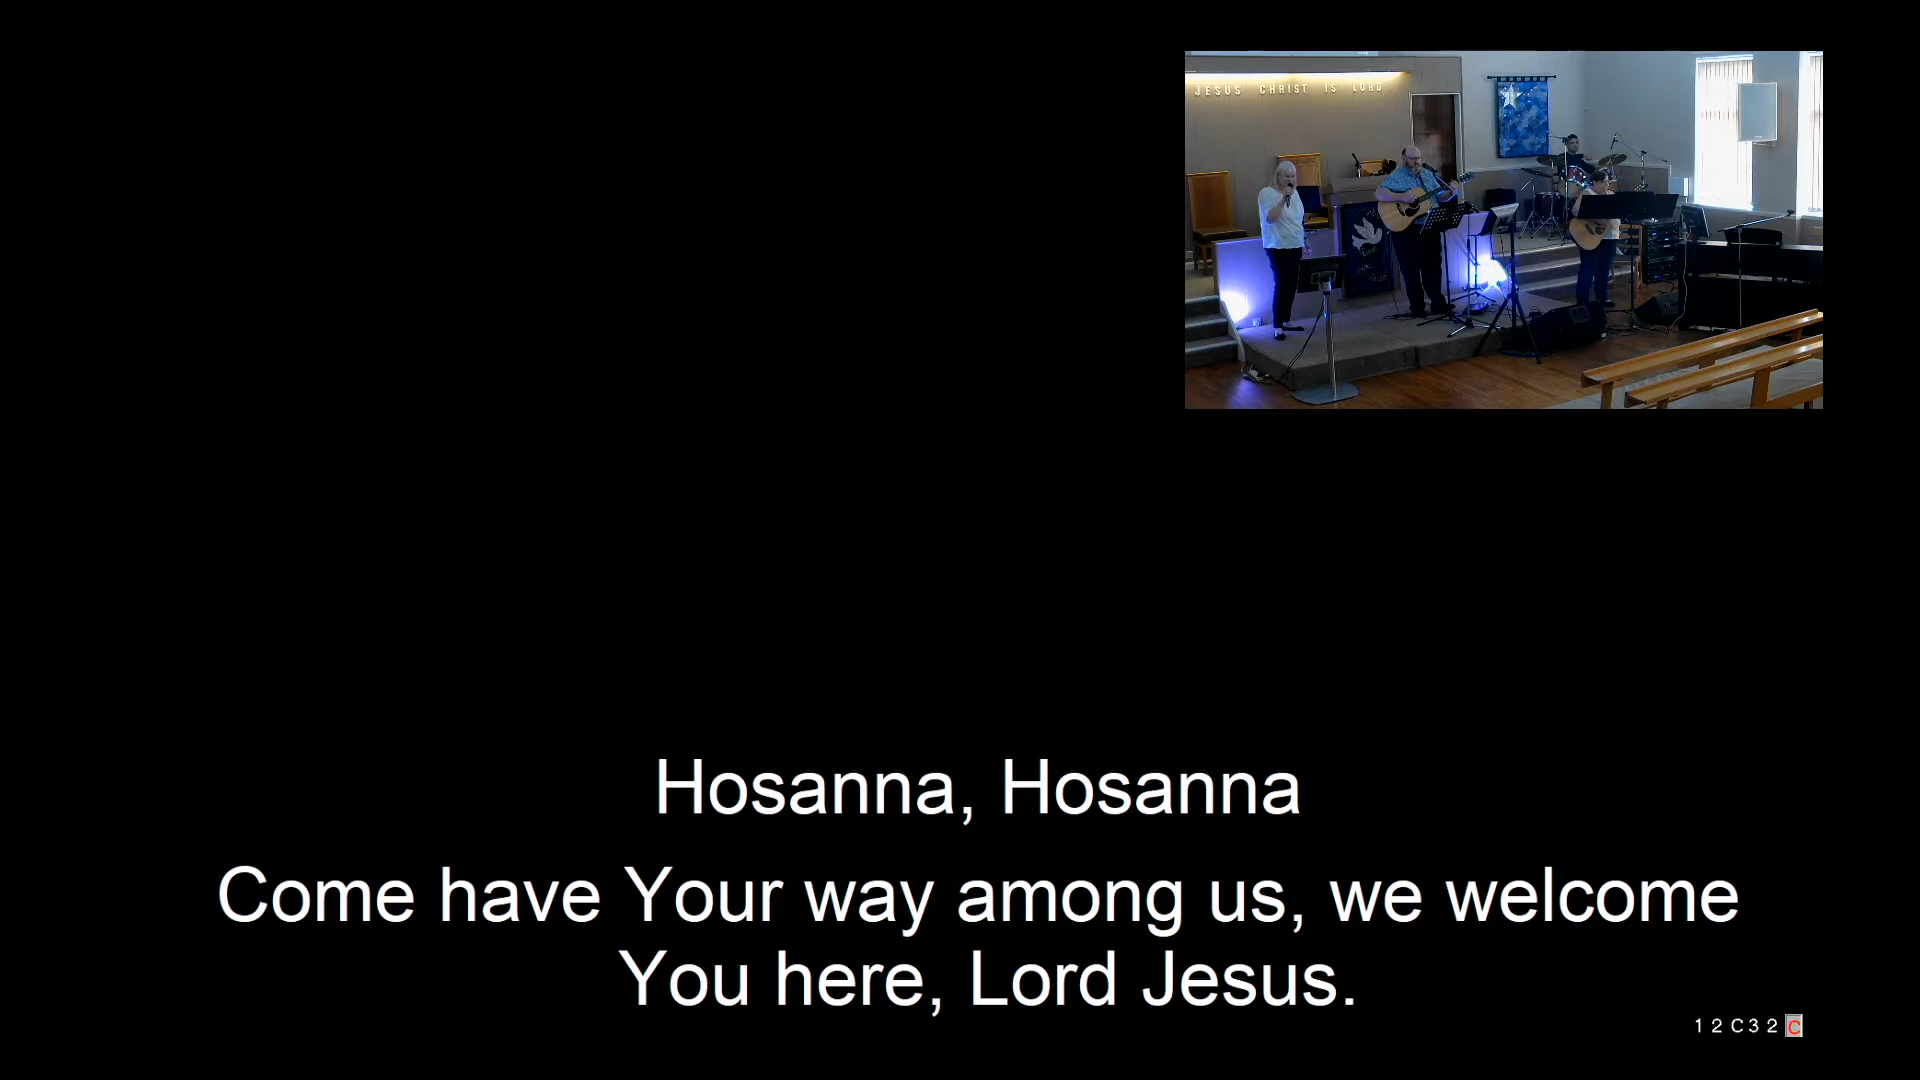 JESUS CHRIST IS LORD
Hosanna, Hosanna
Come have Your way among us, we welcome
You here, Lord Jesus.
1 2 C 3 2 C